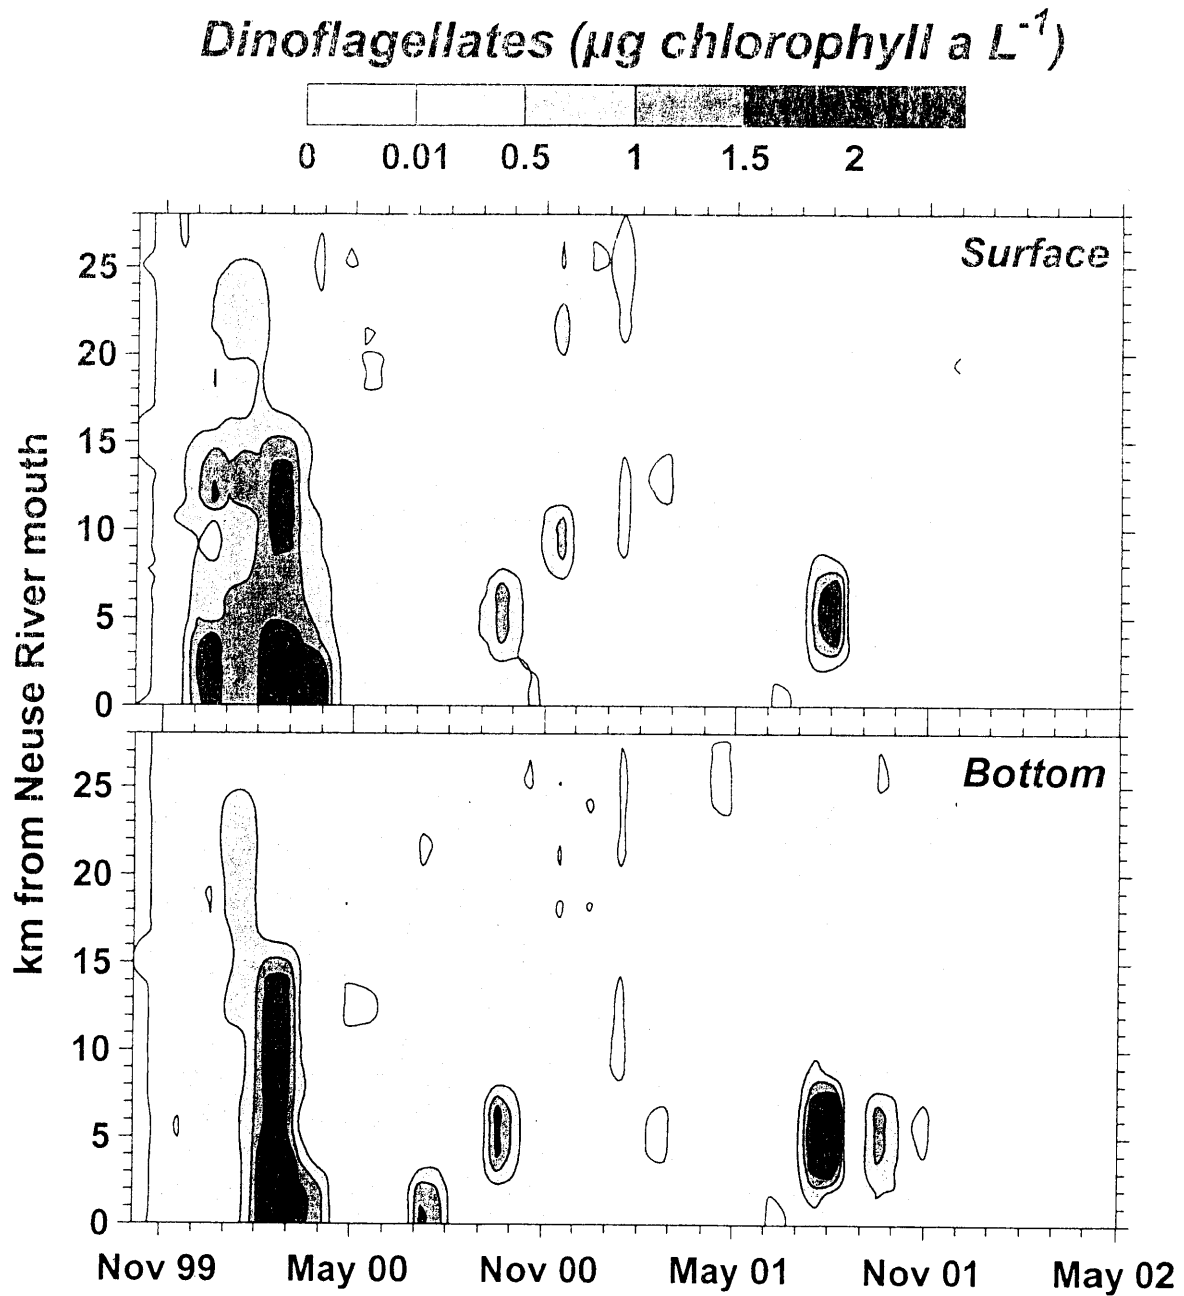 Dinoflagellates (µg chlorophyll a L⁻¹)
0 0.01 0.5 1 1.5 2
Surface
25
20
15
10
5
0
km from Neuse River mouth
Bottom
25
20
15
10
5
0
Nov 99 May 00 Nov 00 May 01 Nov 01 May 02